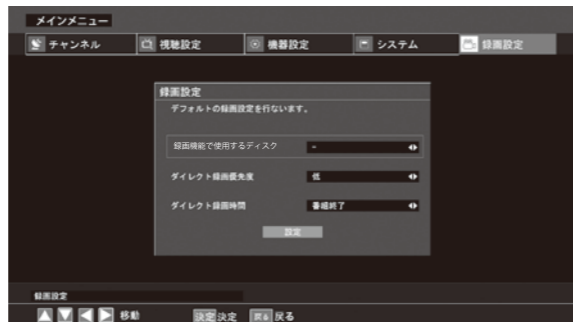 メインメニュー
チャンネル 視聴設定 機器設定 システム 録画設定
録画設定
デフォルトの録画設定を行ないます。
録画機能で使用するディスク -
ダイレクト録画優先度 低
ダイレクト録画時間 番組終了
設定
録画設定
移動 決定 決定 戻る 戻る